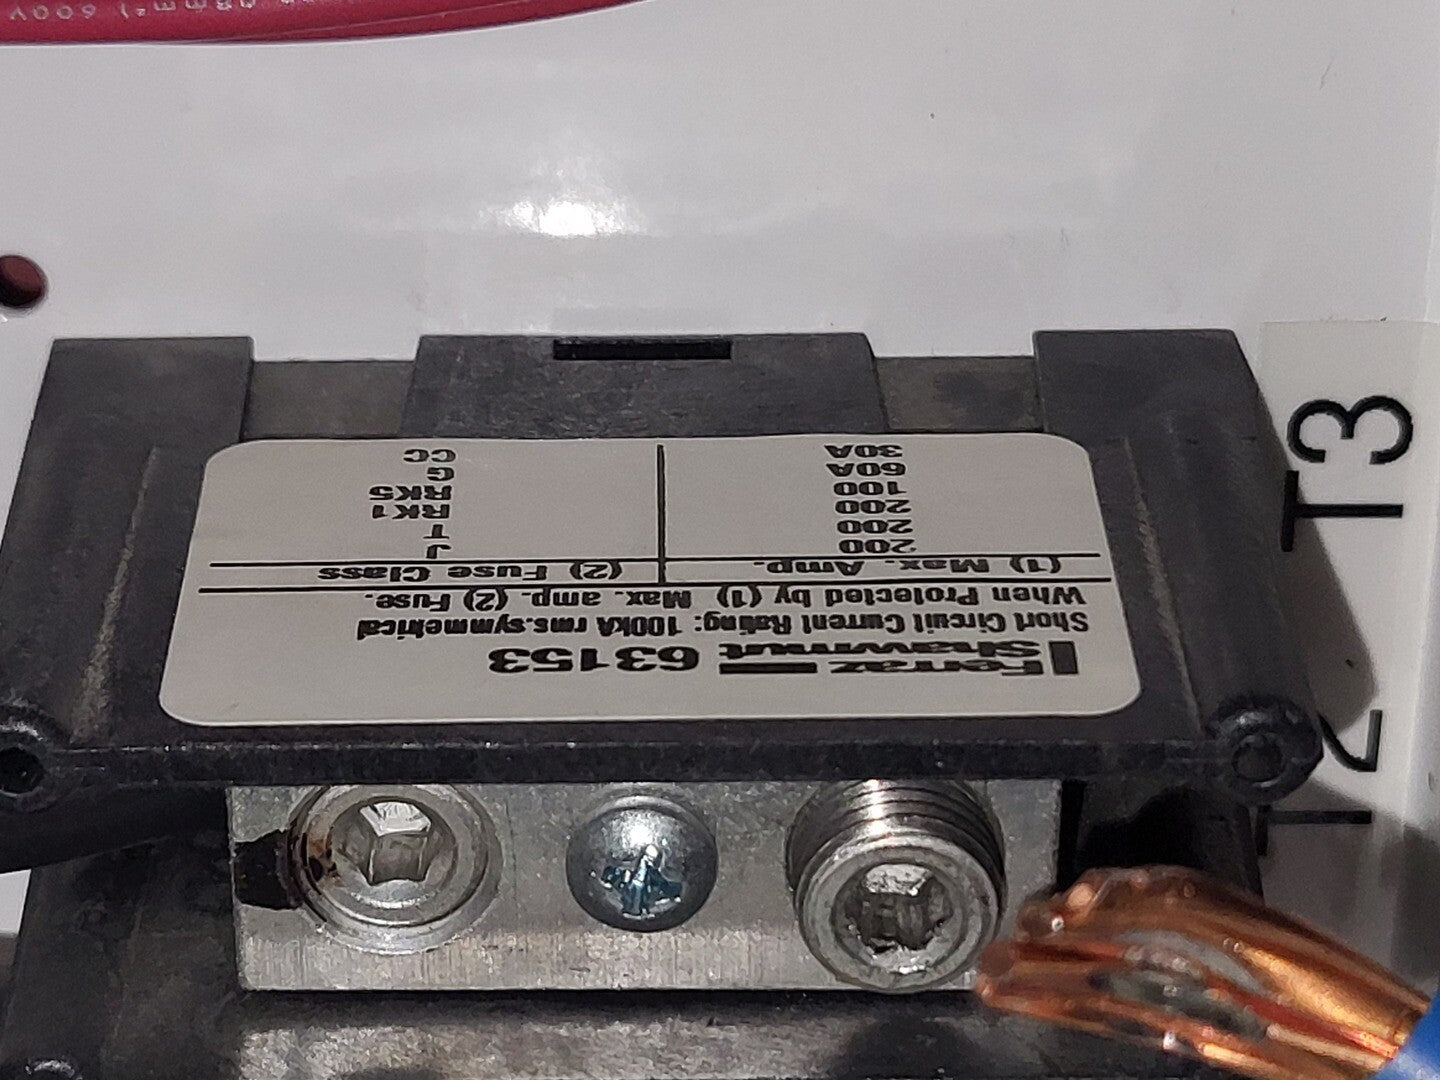 Ferraz
Shawmut 63153
Short Circuit Current Rating: 100kA rms.symmetrical
When Protected by (1) Max. amp. (2) Fuse.
(1) Max. Amp. (2) Fuse Class
200 J
200 T
200 RK1
100 RK5
60A G
30A CC
T3
T2
600V